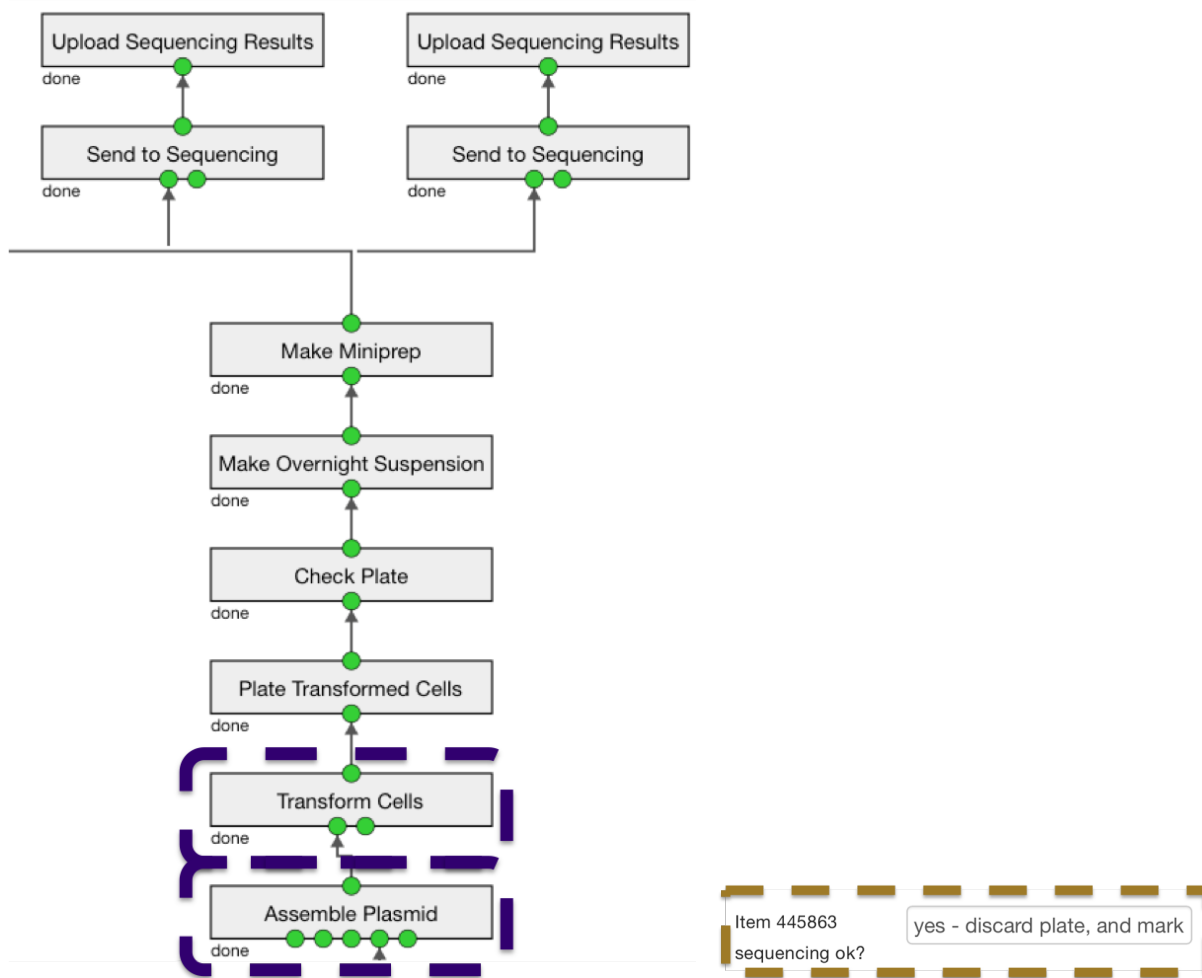 Upload Sequencing Results
done
Upload Sequencing Results
done
Send to Sequencing
done
Send to Sequencing
done
Make Miniprep
done
Make Overnight Suspension
done
Check Plate
done
Plate Transformed Cells
done
Transform Cells
done
Assemble Plasmid
done
Item 445863
sequencing ok?
yes - discard plate, and mark